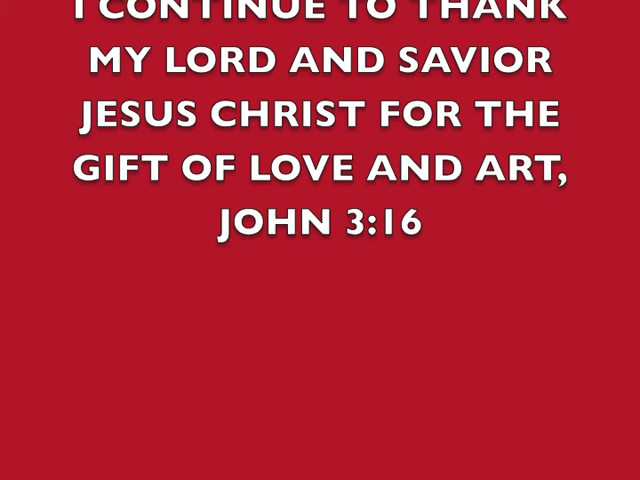 I CONTINUE TO THANK
MY LORD AND SAVIOR
JESUS CHRIST FOR THE
GIFT OF LOVE AND ART,
JOHN 3:16